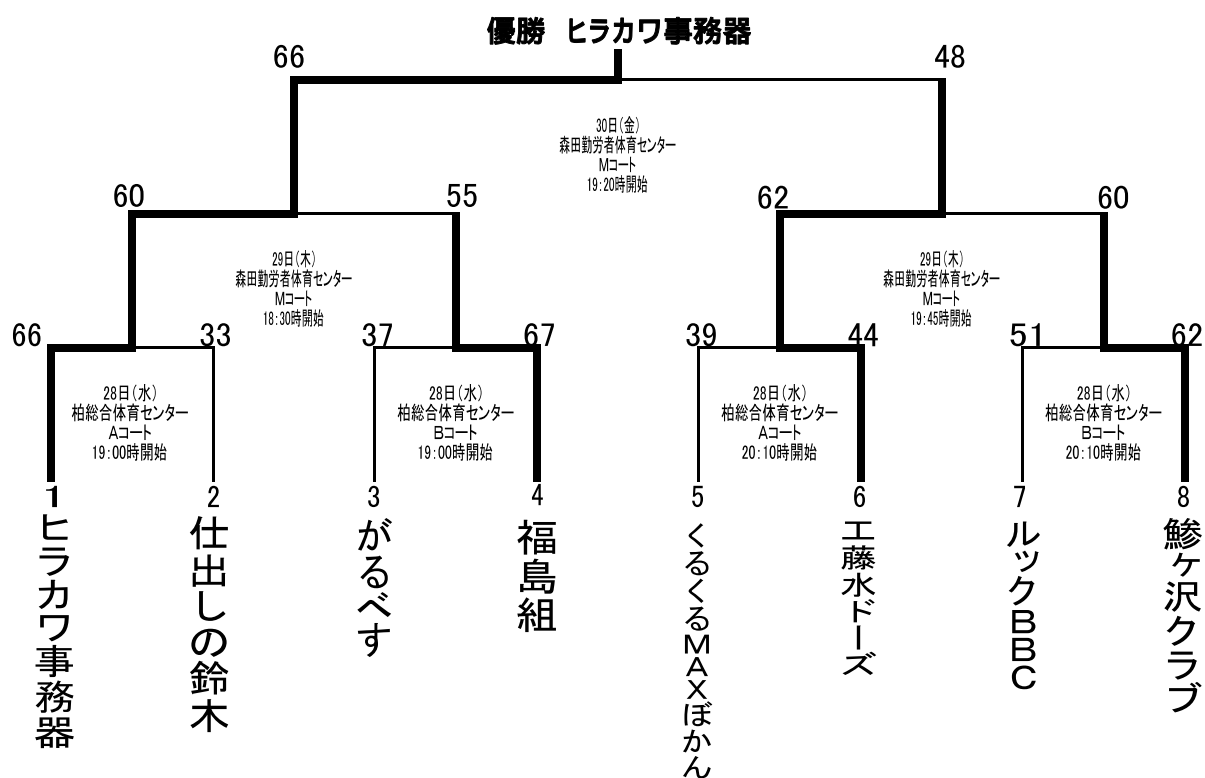 優勝 ヒラカワ事務器
66
48
30日(金)
森田勤労者体育センター
Mコート
19:20時開始
60
55
62
60
29日(木)
森田勤労者体育センター
Mコート
18:30時開始
29日(木)
森田勤労者体育センター
Mコート
19:45時開始
66
33
37
67
39
44
51
62
28日(水)
柏総合体育センター
Aコート
19:00時開始
28日(水)
柏総合体育センター
Bコート
19:00時開始
28日(水)
柏総合体育センター
Aコート
20:10時開始
28日(水)
柏総合体育センター
Bコート
20:10時開始
1
ヒラカワ事務器
2
仕出しの鈴木
3
がるべす
4
福島組
5
くるくるMAXぼかん
6
工藤水ドーズ
7
ルックBBC
8
鯵ヶ沢クラブ